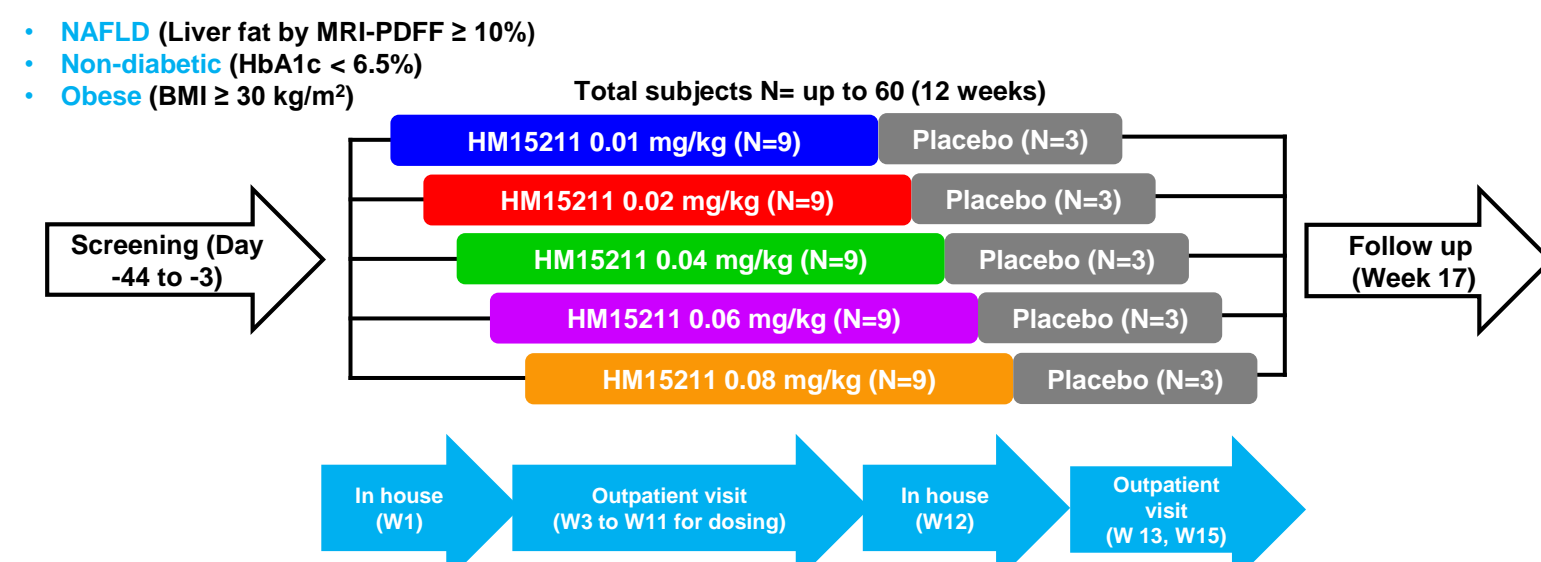 • NAFLD (Liver fat by MRI-PDFF ≥ 10%)
• Non-diabetic (HbA1c < 6.5%)
• Obese (BMI ≥ 30 kg/m²)
Total subjects N= up to 60 (12 weeks)
HM15211 0.01 mg/kg (N=9) Placebo (N=3)
HM15211 0.02 mg/kg (N=9) Placebo (N=3)
HM15211 0.04 mg/kg (N=9) Placebo (N=3)
HM15211 0.06 mg/kg (N=9) Placebo (N=3)
HM15211 0.08 mg/kg (N=9) Placebo (N=3)
Screening (Day
-44 to -3)
Follow up
(Week 17)
In house
(W1)
Outpatient visit
(W3 to W11 for dosing)
In house
(W12)
Outpatient
visit
(W 13, W15)